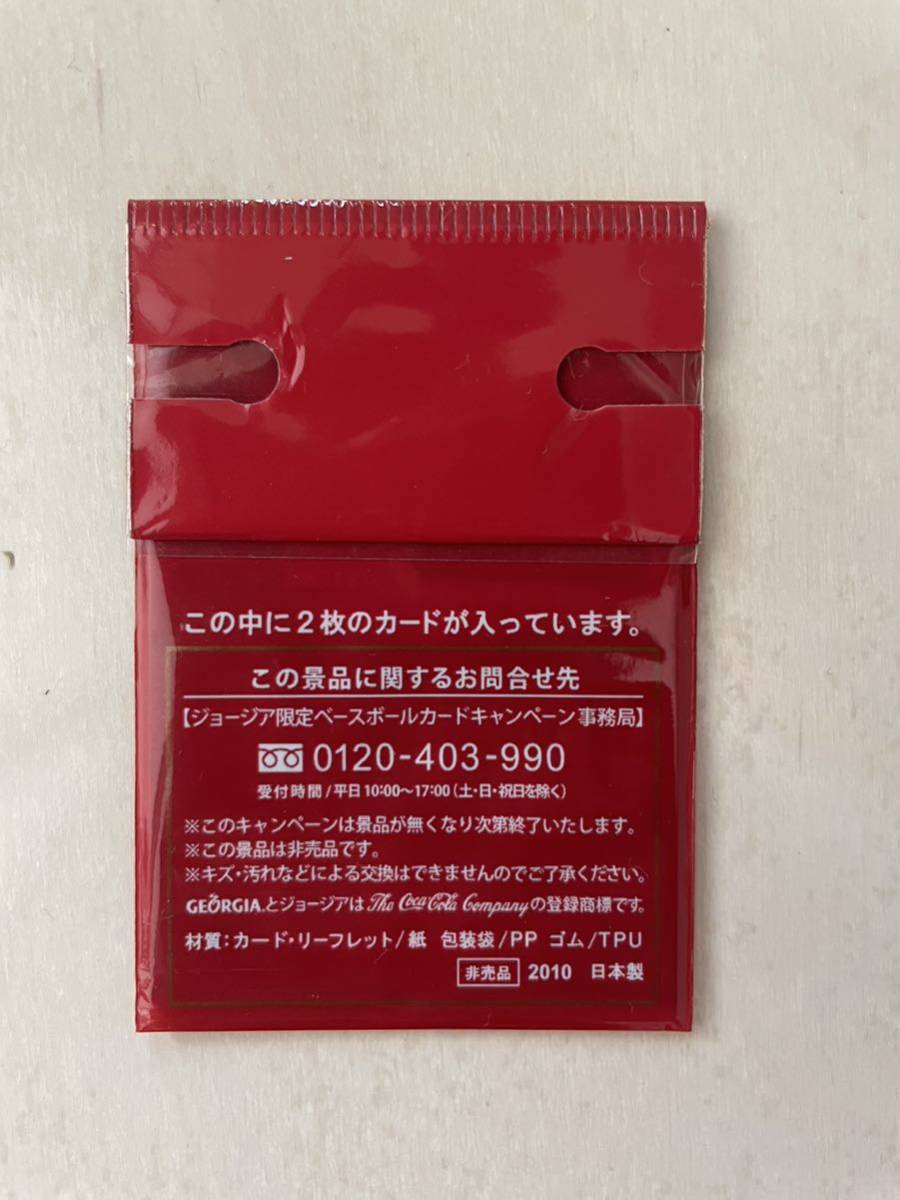 この中に2枚のカードが入っています。
この景品に関するお問合せ先
【ジョージア限定ベースボールカードキャンペーン事務局】
0120-403-990
受付時間/平日10:00〜17:00(土・日・祝日を除く)
※このキャンペーンは景品が無くなり次第終了いたします。
※この景品は非売品です。
※キズ・汚れなどによる交換はできませんのでご了承ください。
GEORGIA.とジョージアはThe Coca-Cola Companyの登録商標です。
材質:カード・リーフレット/紙 包装袋/PP ゴム/TPU
非売品 2010 日本製